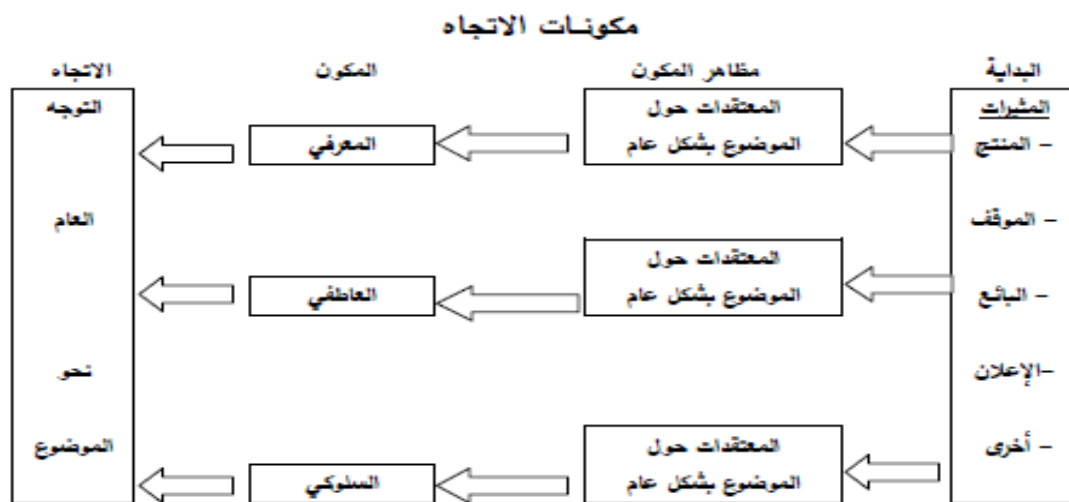 مكونـات الاتجاه
البداية
مظاهر المكون
المكون
الاتجاه
المثيرات
- المنتج
- الموقف
- البائع
-الإعلان
- أخرى
المعتقدات حول
الموضوع بشكل عام
المعرفي
المعتقدات حول
الموضوع بشكل عام
العاطفي
المعتقدات حول
الموضوع بشكل عام
السلوكي
التوجه
العام
نحو
الموضوع